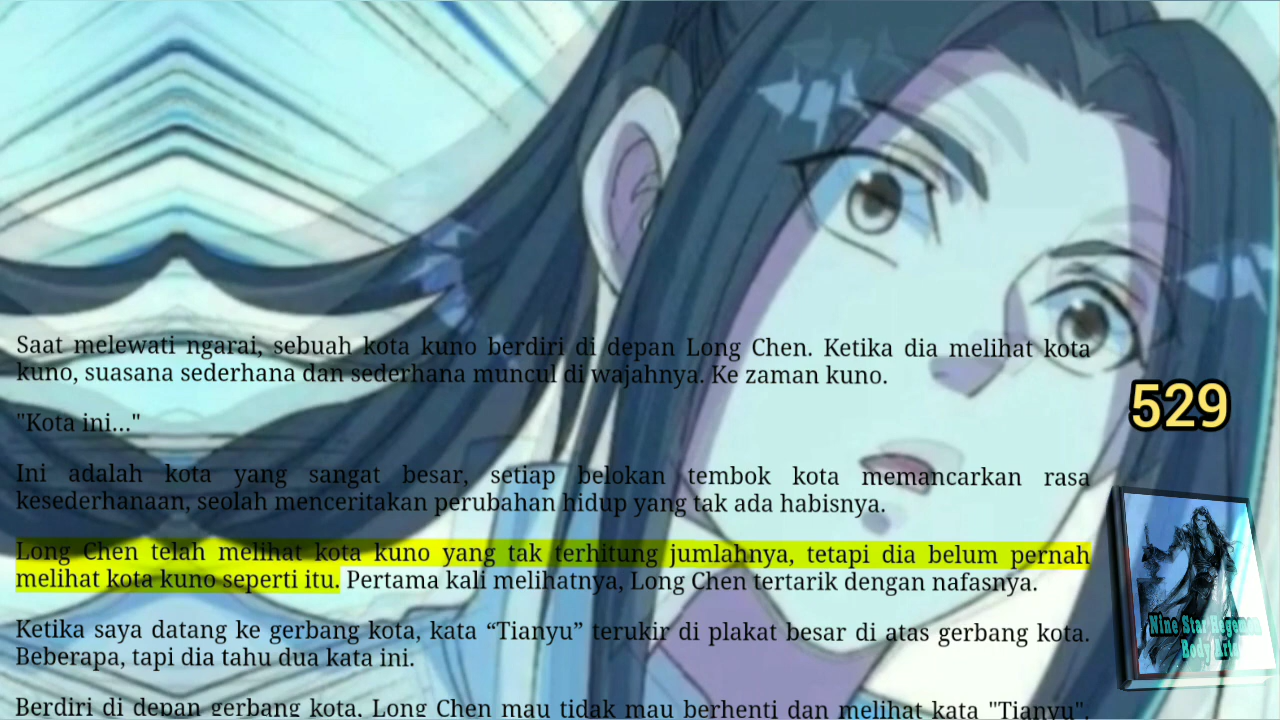 Saat melewati ngarai, sebuah kota kuno berdiri di depan Long Chen. Ketika dia melihat kota
kuno, suasana sederhana dan sederhana muncul di wajahnya. Ke zaman kuno.
"Kota ini..."
Ini adalah kota yang sangat besar, setiap belokan tembok kota memancarkan rasa
kesederhanaan, seolah menceritakan perubahan hidup yang tak ada habisnya.
Long Chen telah melihat kota kuno yang tak terhitung jumlahnya, tetapi dia belum pernah
melihat kota kuno seperti itu. Pertama kali melihatnya, Long Chen tertarik dengan nafasnya.
Ketika saya datang ke gerbang kota, kata “Tianyu” terukir di plakat besar di atas gerbang kota.
Beberapa, tapi dia tahu dua kata ini.
Berdiri di depan gerbang kota, Long Chen mau tidak mau berhenti dan melihat kata "Tianyu".
529
Nine Star Hegemon
Body Arts